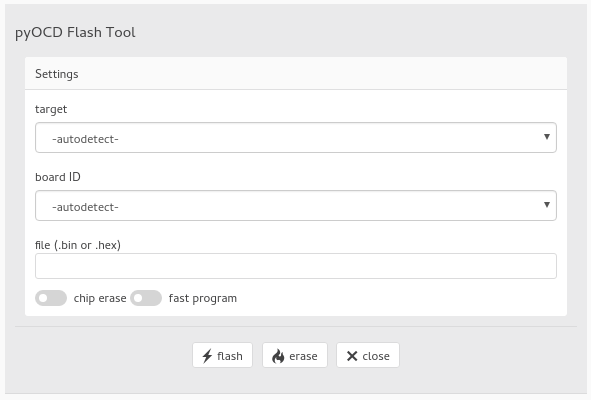 pyOCD Flash Tool
Settings
target
-autodetect-
board ID
-autodetect-
file (.bin or .hex)
chip erase fast program
flash erase close